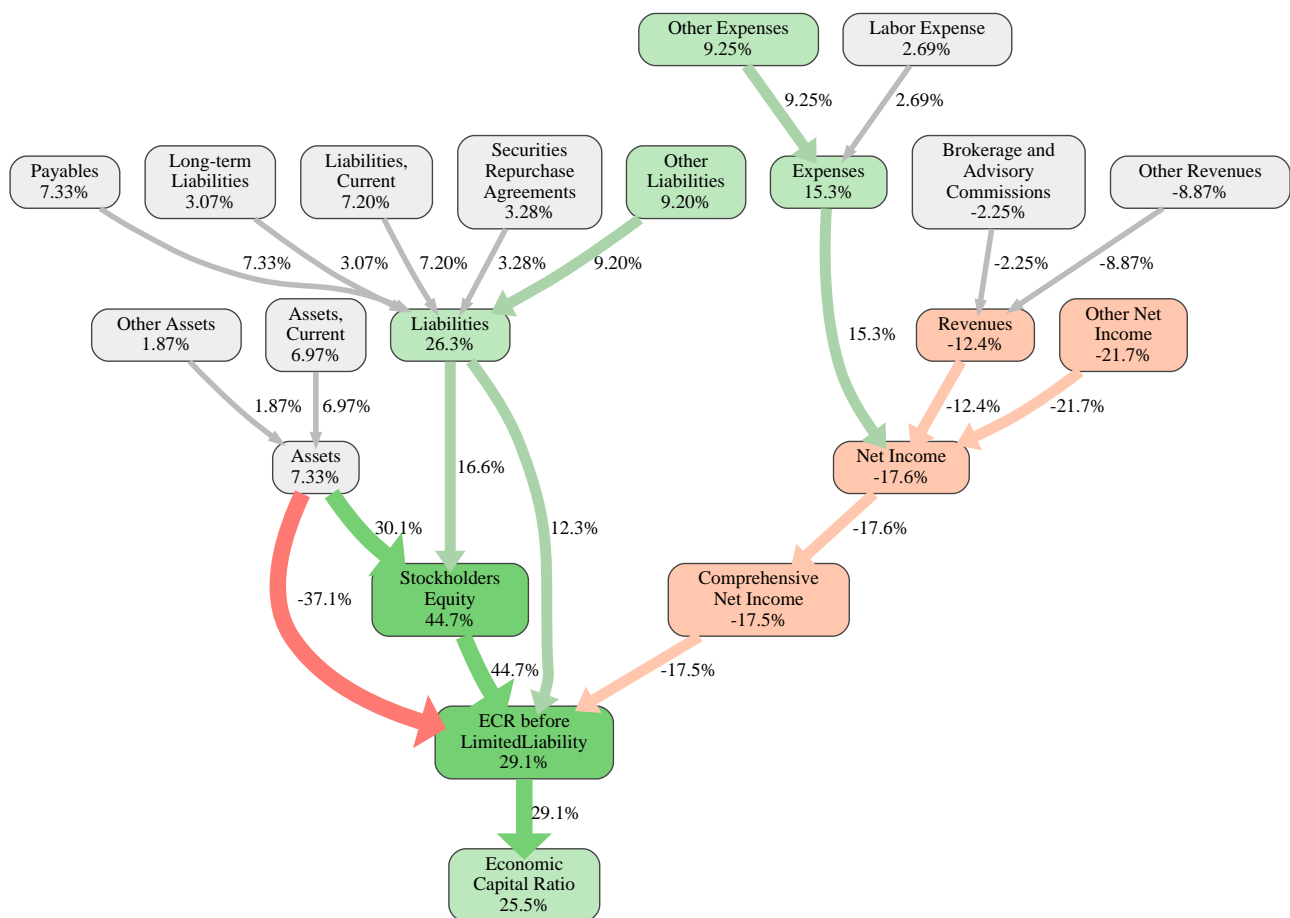 Other Expenses
9.25%
Labor Expense
2.69%
9.25%
2.69%
Payables
7.33%
Long-term
Liabilities
3.07%
Liabilities,
Current
7.20%
Securities
Repurchase
Agreements
3.28%
Other
Liabilities
9.20%
Expenses
15.3%
Brokerage and
Advisory
Commissions
-2.25%
Other Revenues
-8.87%
7.33%
3.07%
7.20%
3.28%
9.20%
-2.25%
-8.87%
Other Assets
1.87%
Assets,
Current
6.97%
Liabilities
26.3%
15.3%
Revenues
-12.4%
Other Net
Income
-21.7%
1.87%
6.97%
-12.4%
-21.7%
Assets
7.33%
16.6%
Net Income
-17.6%
30.1%
12.3%
-17.6%
-37.1%
Stockholders
Equity
44.7%
Comprehensive
Net Income
-17.5%
44.7%
-17.5%
ECR before
LimitedLiability
29.1%
29.1%
Economic
Capital Ratio
25.5%